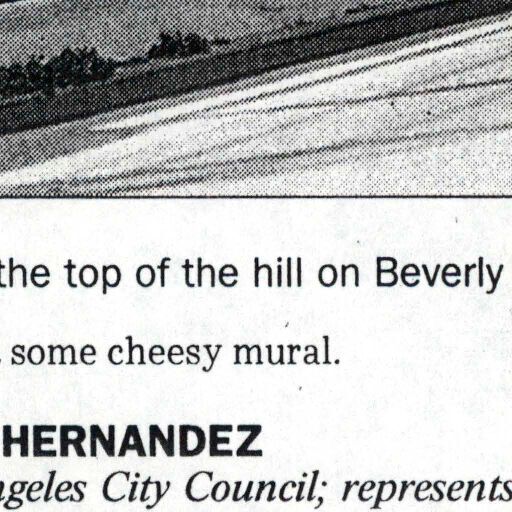 the top of the hill on Beverly
some cheesy mural.
HERNANDEZ
ngeles City Council; represents